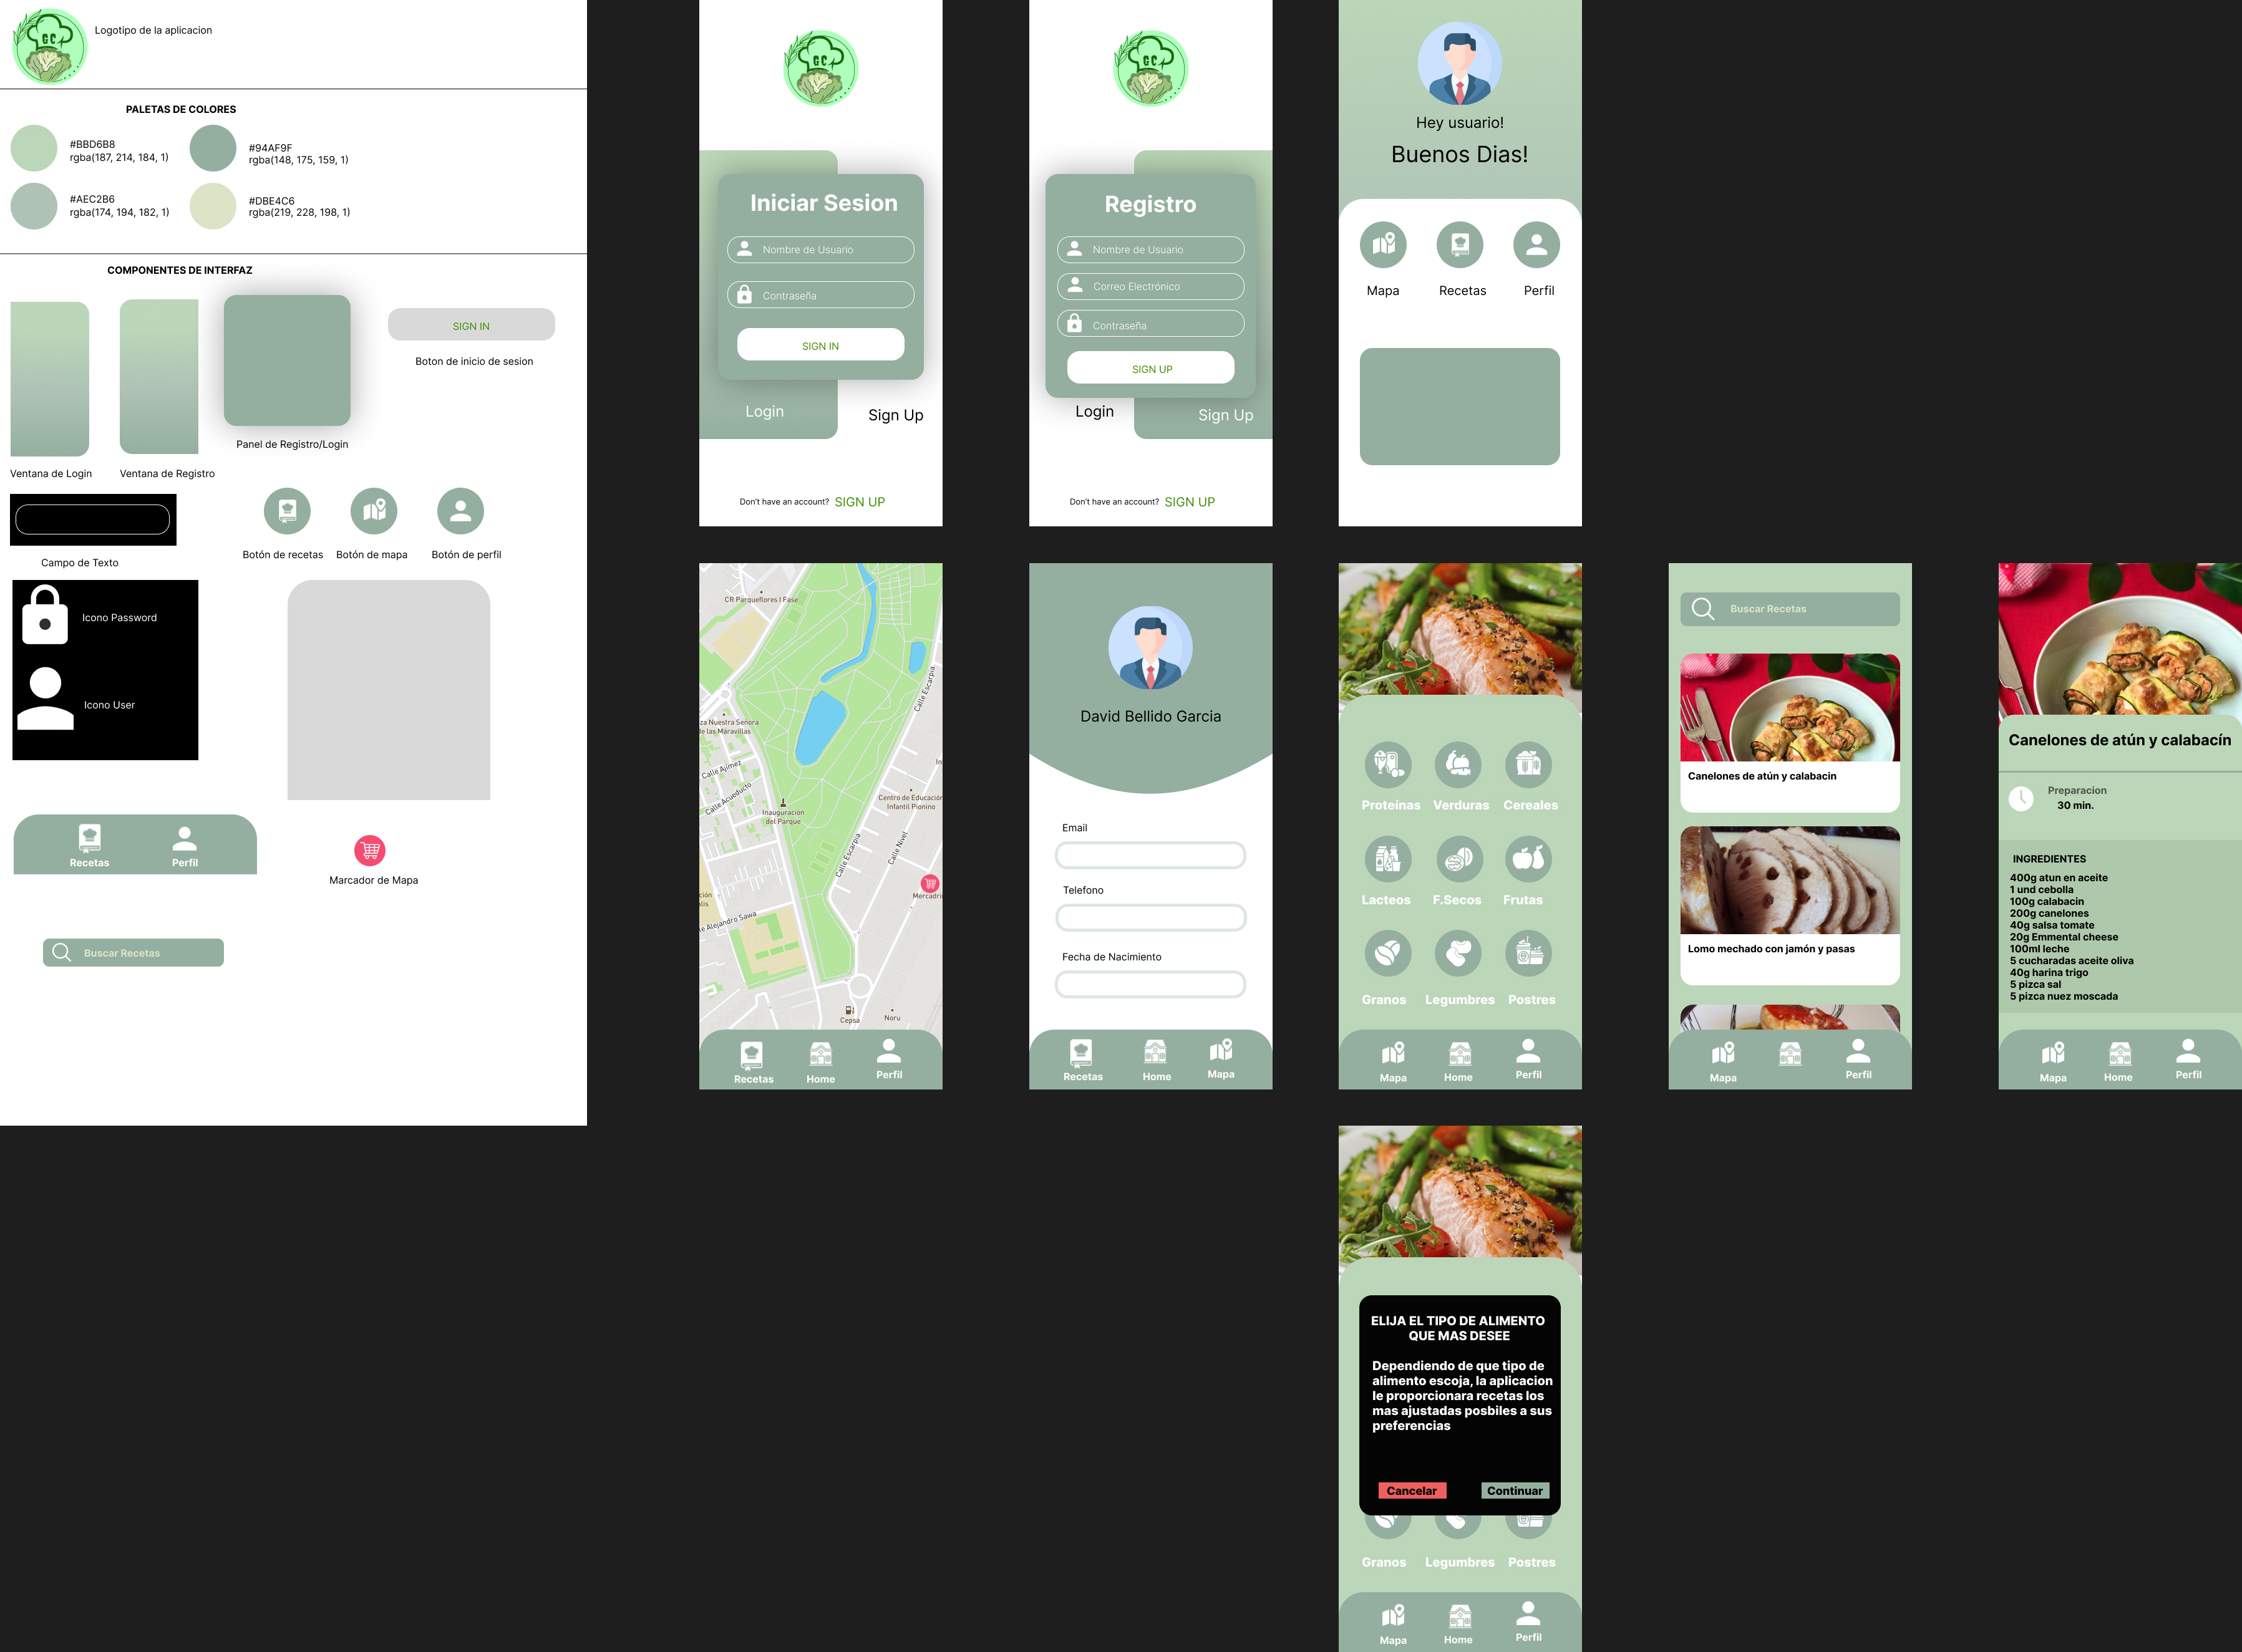 GC
Logotipo de la aplicacion
PALETAS DE COLORES
#BBD6B8
rgba(187, 214, 184, 1)
#94AF9F
rgba(148, 175, 159, 1)
#AEC2B6
rgba(174, 194, 182, 1)
#DBE4C6
rgba(219, 228, 198, 1)
COMPONENTES DE INTERFAZ
SIGN IN
Boton de inicio de sesion
Panel de Registro/Login
Ventana de Login
Ventana de Registro
Campo de Texto
Botón de recetas
Botón de mapa
Botón de perfil
Icono Password
Icono User
Recetas
Perfil
Marcador de Mapa
Buscar Recetas
GC
Iniciar Sesion
Nombre de Usuario
Contraseña
SIGN IN
Login
Sign Up
Don't have an account? SIGN UP
GC
Registro
Nombre de Usuario
Correo Electrónico
Contraseña
SIGN UP
Login
Sign Up
Don't have an account? SIGN UP
Hey usuario!
Buenos Dias!
Mapa
Recetas
Perfil
CR Parqueflores I Fase
Calle Escarpia
za Nuestra Señora
de las Maravillas
Calle Ajimez
Calle Acueducto
In
Centro de Educación
Infantil Pionino
Inauguración
del Parque
Calle Escarpia
Calle Nivel
Mercadri
ción
lis
le Alejandro Sawa
Cepsa
Noru
Recetas
Home
Perfil
David Bellido Garcia
Email
Telefono
Fecha de Nacimiento
Recetas
Home
Mapa
Proteínas
Verduras
Cereales
Lacteos
F.Secos
Frutas
Granos
Legumbres
Postres
Mapa
Home
Perfil
Buscar Recetas
Canelones de atún y calabacin
Lomo mechado con jamón y pasas
Mapa
Perfil
Canelones de atún y calabacín
Preparacion
30 min.
INGREDIENTES
400g atun en aceite
1 und cebolla
100g calabacin
200g canelones
40g salsa tomate
20g Emmental cheese
100ml leche
5 cucharadas aceite oliva
40g harina trigo
5 pizca sal
5 pizca nuez moscada
Mapa
Home
Perfil
ELIJA EL TIPO DE ALIMENTO
QUE MAS DESEE
Dependiendo de que tipo de
alimento escoja, la aplicacion
le proporcionara recetas los
mas ajustadas posbiles a sus
preferencias
Cancelar
Continuar
Granos
Legumbres
Postres
Mapa
Home
Perfil